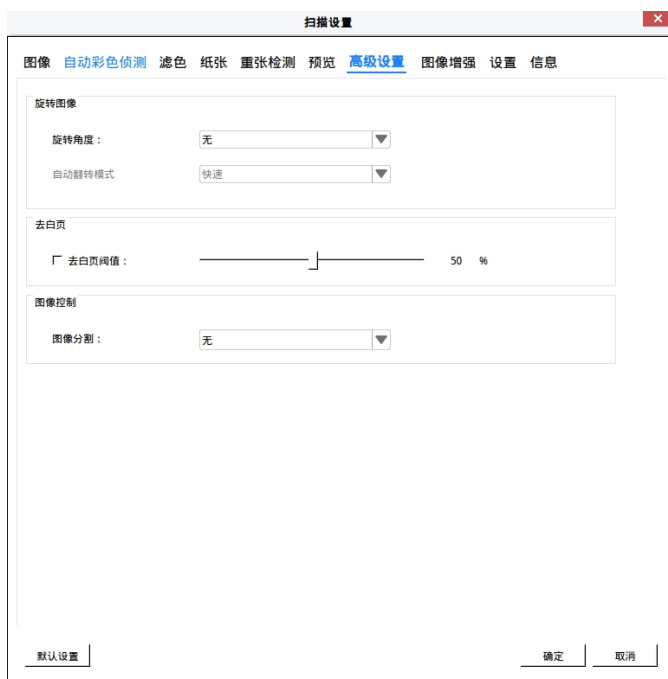 扫描设置
图像 自动彩色侦测 滤色 纸张 重张检测 预览 高级设置 图像增强 设置 信息
旋转图像
旋转角度： 无
自动翻转模式 快速
去白页
去白页阀值： 50 %
图像控制
图像分割： 无
默认设置 确定 取消